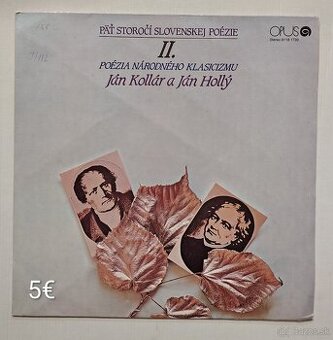 PÄŤ STOROČÍ SLOVENSKEJ POÉZIE
OPUS
II.
POÉZIA NÁRODNÉHO KLASICIZMU
Ján Kollár a Ján Hollý
5€